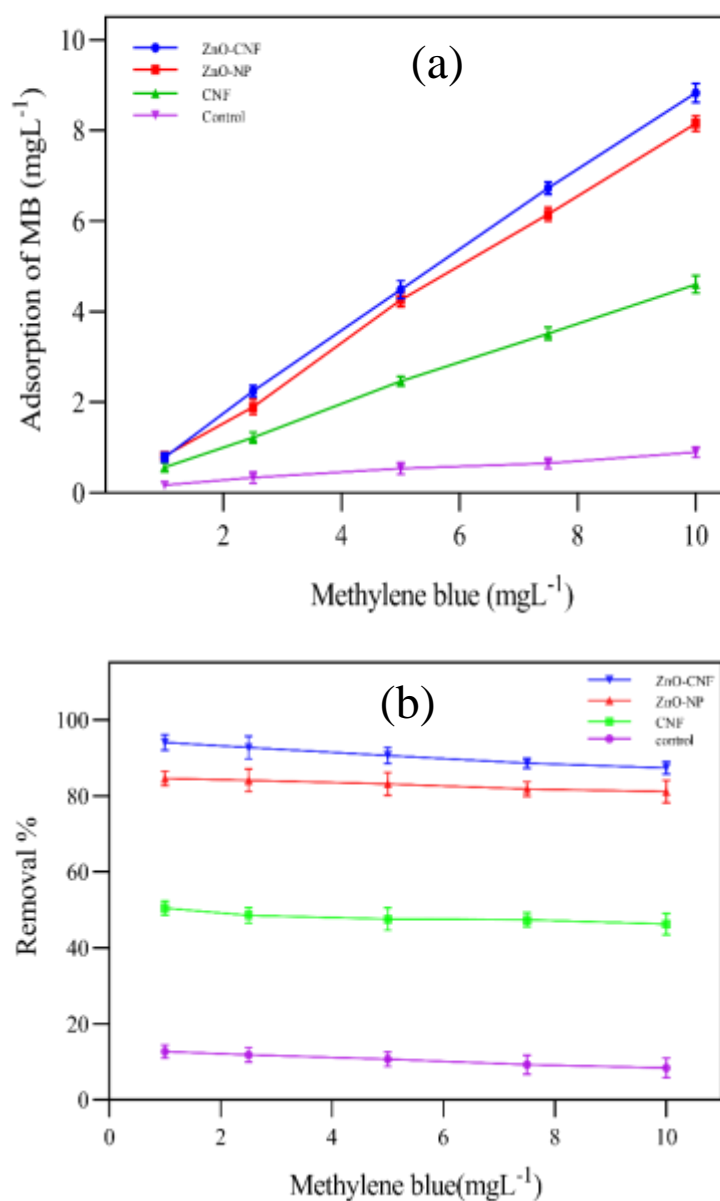 (a)
ZnO-CNF
ZnO-NP
CNF
Control
10
8
6
4
2
0
Adsorption of MB (mgL⁻¹)
2 4 6 8 10
Methylene blue (mgL⁻¹)
(b)
ZnO-CNF
ZnO-NP
CNF
control
100
80
60
40
20
0
Removal %
0 2 4 6 8 10
Methylene blue(mgL⁻¹)